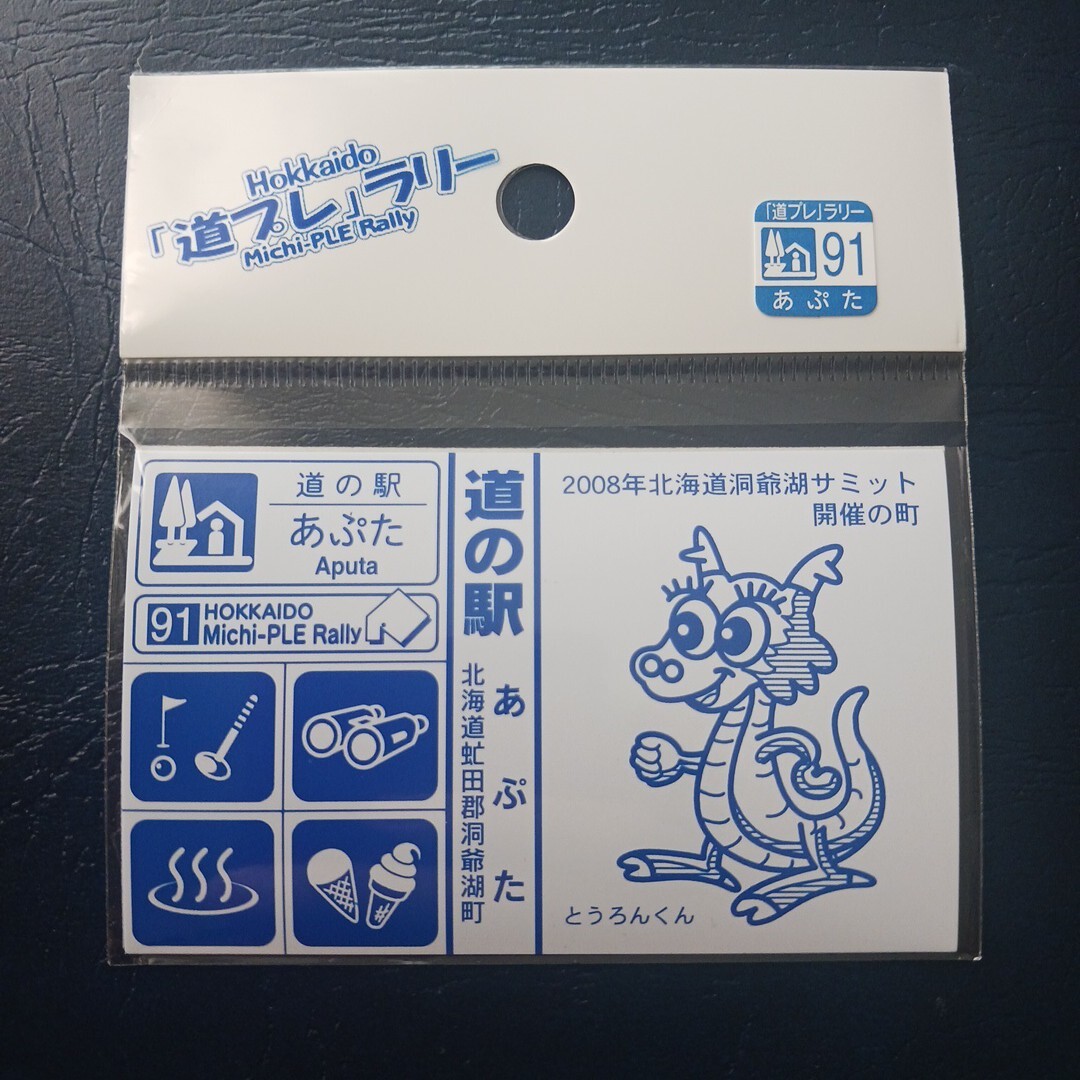 Hokkaido
「道プレ」ラリー
Michi-PLE Rally
「道プレ」ラリー
91
あぷた
道の駅
あぷた
Aputa
91 HOKKAIDO
Michi-PLE Rally
道の駅 あぷた
北海道虻田郡洞爺湖町
2008年北海道洞爺湖サミット
開催の町
とうろんくん